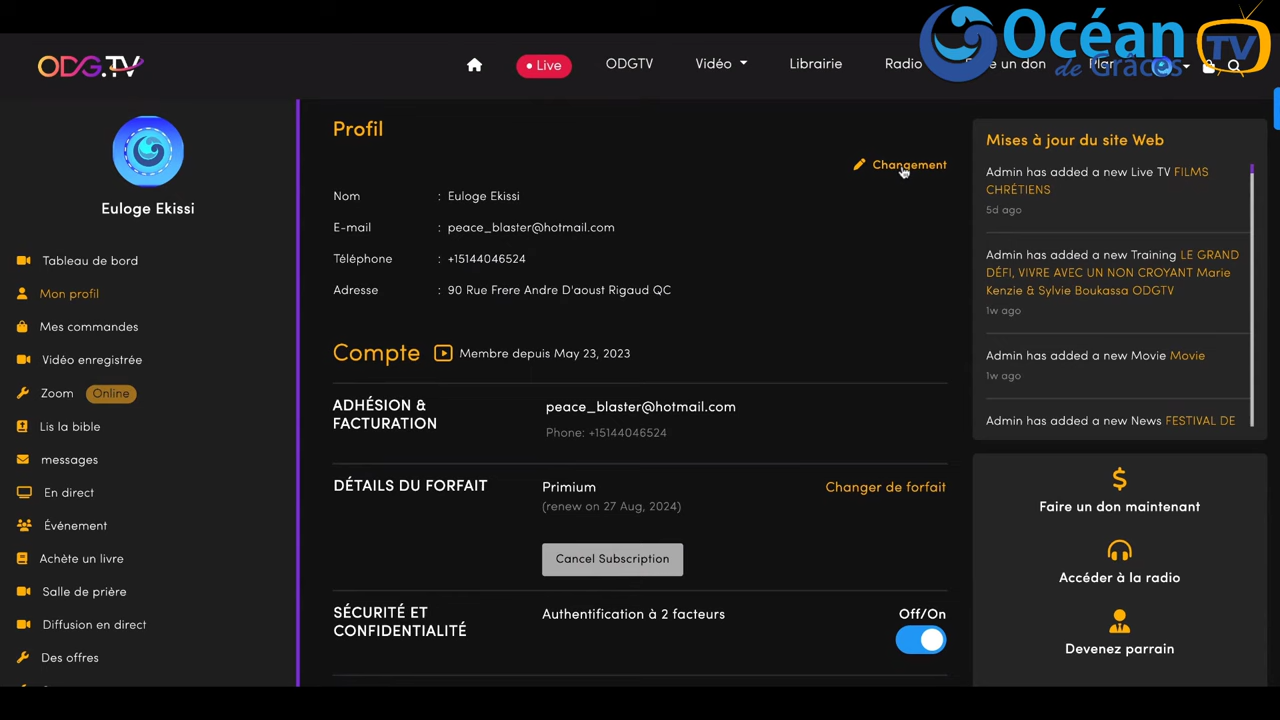 Océan
de Grâces
TV
ODG.TV
Live
ODGTV
Vidéo
Librairie
Radio
un don
Euloge Ekissi
Tableau de bord
Mon profil
Mes commandes
Vidéo enregistrée
Zoom
Online
Lis la bible
messages
En direct
Événement
Achète un livre
Salle de prière
Diffusion en direct
Des offres
Profil
Changement
Nom : Euloge Ekissi
E-mail : peace_blaster@hotmail.com
Téléphone : +15144046524
Adresse : 90 Rue Frere Andre D'aoust Rigaud QC
Compte
Membre depuis May 23, 2023
ADHÉSION &
FACTURATION
peace_blaster@hotmail.com
Phone: +15144046524
DÉTAILS DU FORFAIT
Primium
(renew on 27 Aug, 2024)
Changer de forfait
Cancel Subscription
SÉCURITÉ ET
CONFIDENTIALITÉ
Authentification à 2 facteurs
Off/On
Mises à jour du site Web
Admin has added a new Live TV FILMS
CHRÉTIENS
5d ago
Admin has added a new Training LE GRAND
DÉFI, VIVRE AVEC UN NON CROYANT Marie
Kenzie & Sylvie Boukassa ODGTV
1w ago
Admin has added a new Movie Movie
1w ago
Admin has added a new News FESTIVAL DE
Faire un don maintenant
Accéder à la radio
Devenez parrain